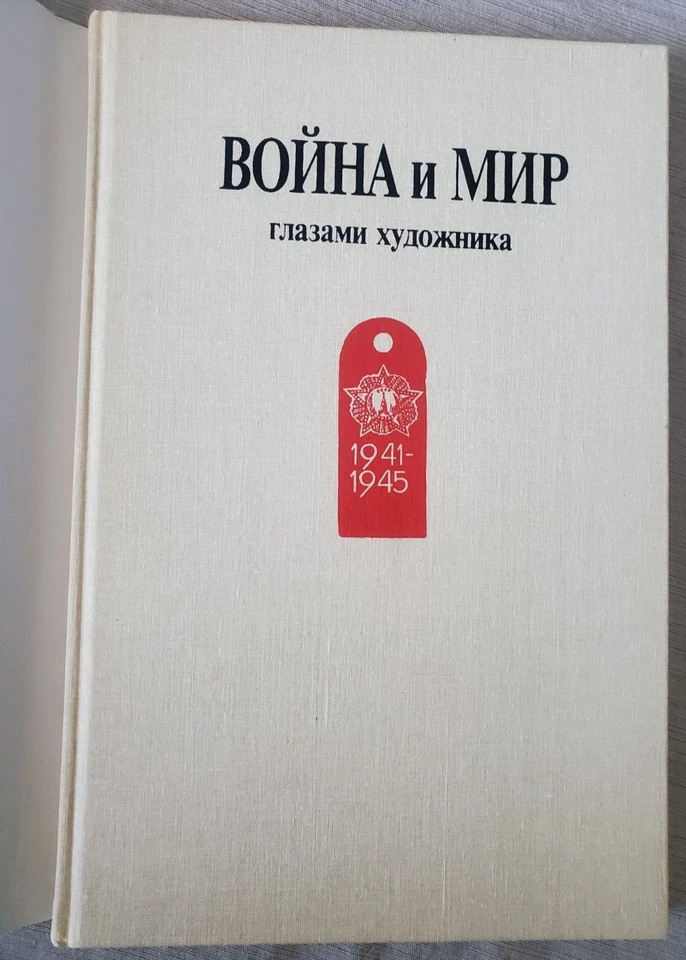 ВОЙНА и МИР
глазами художника
1941-
1945